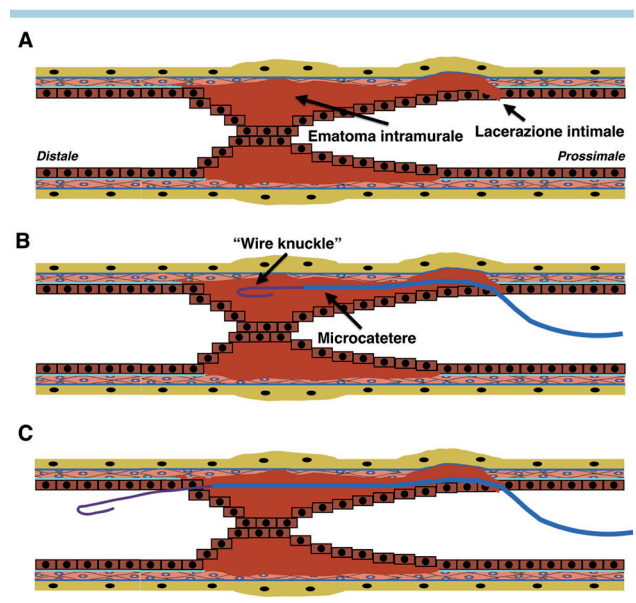 A
Ematoma intramurale
Lacerazione intimale
Distale
Prossimale
B
“Wire knuckle”
Microcatetere
C